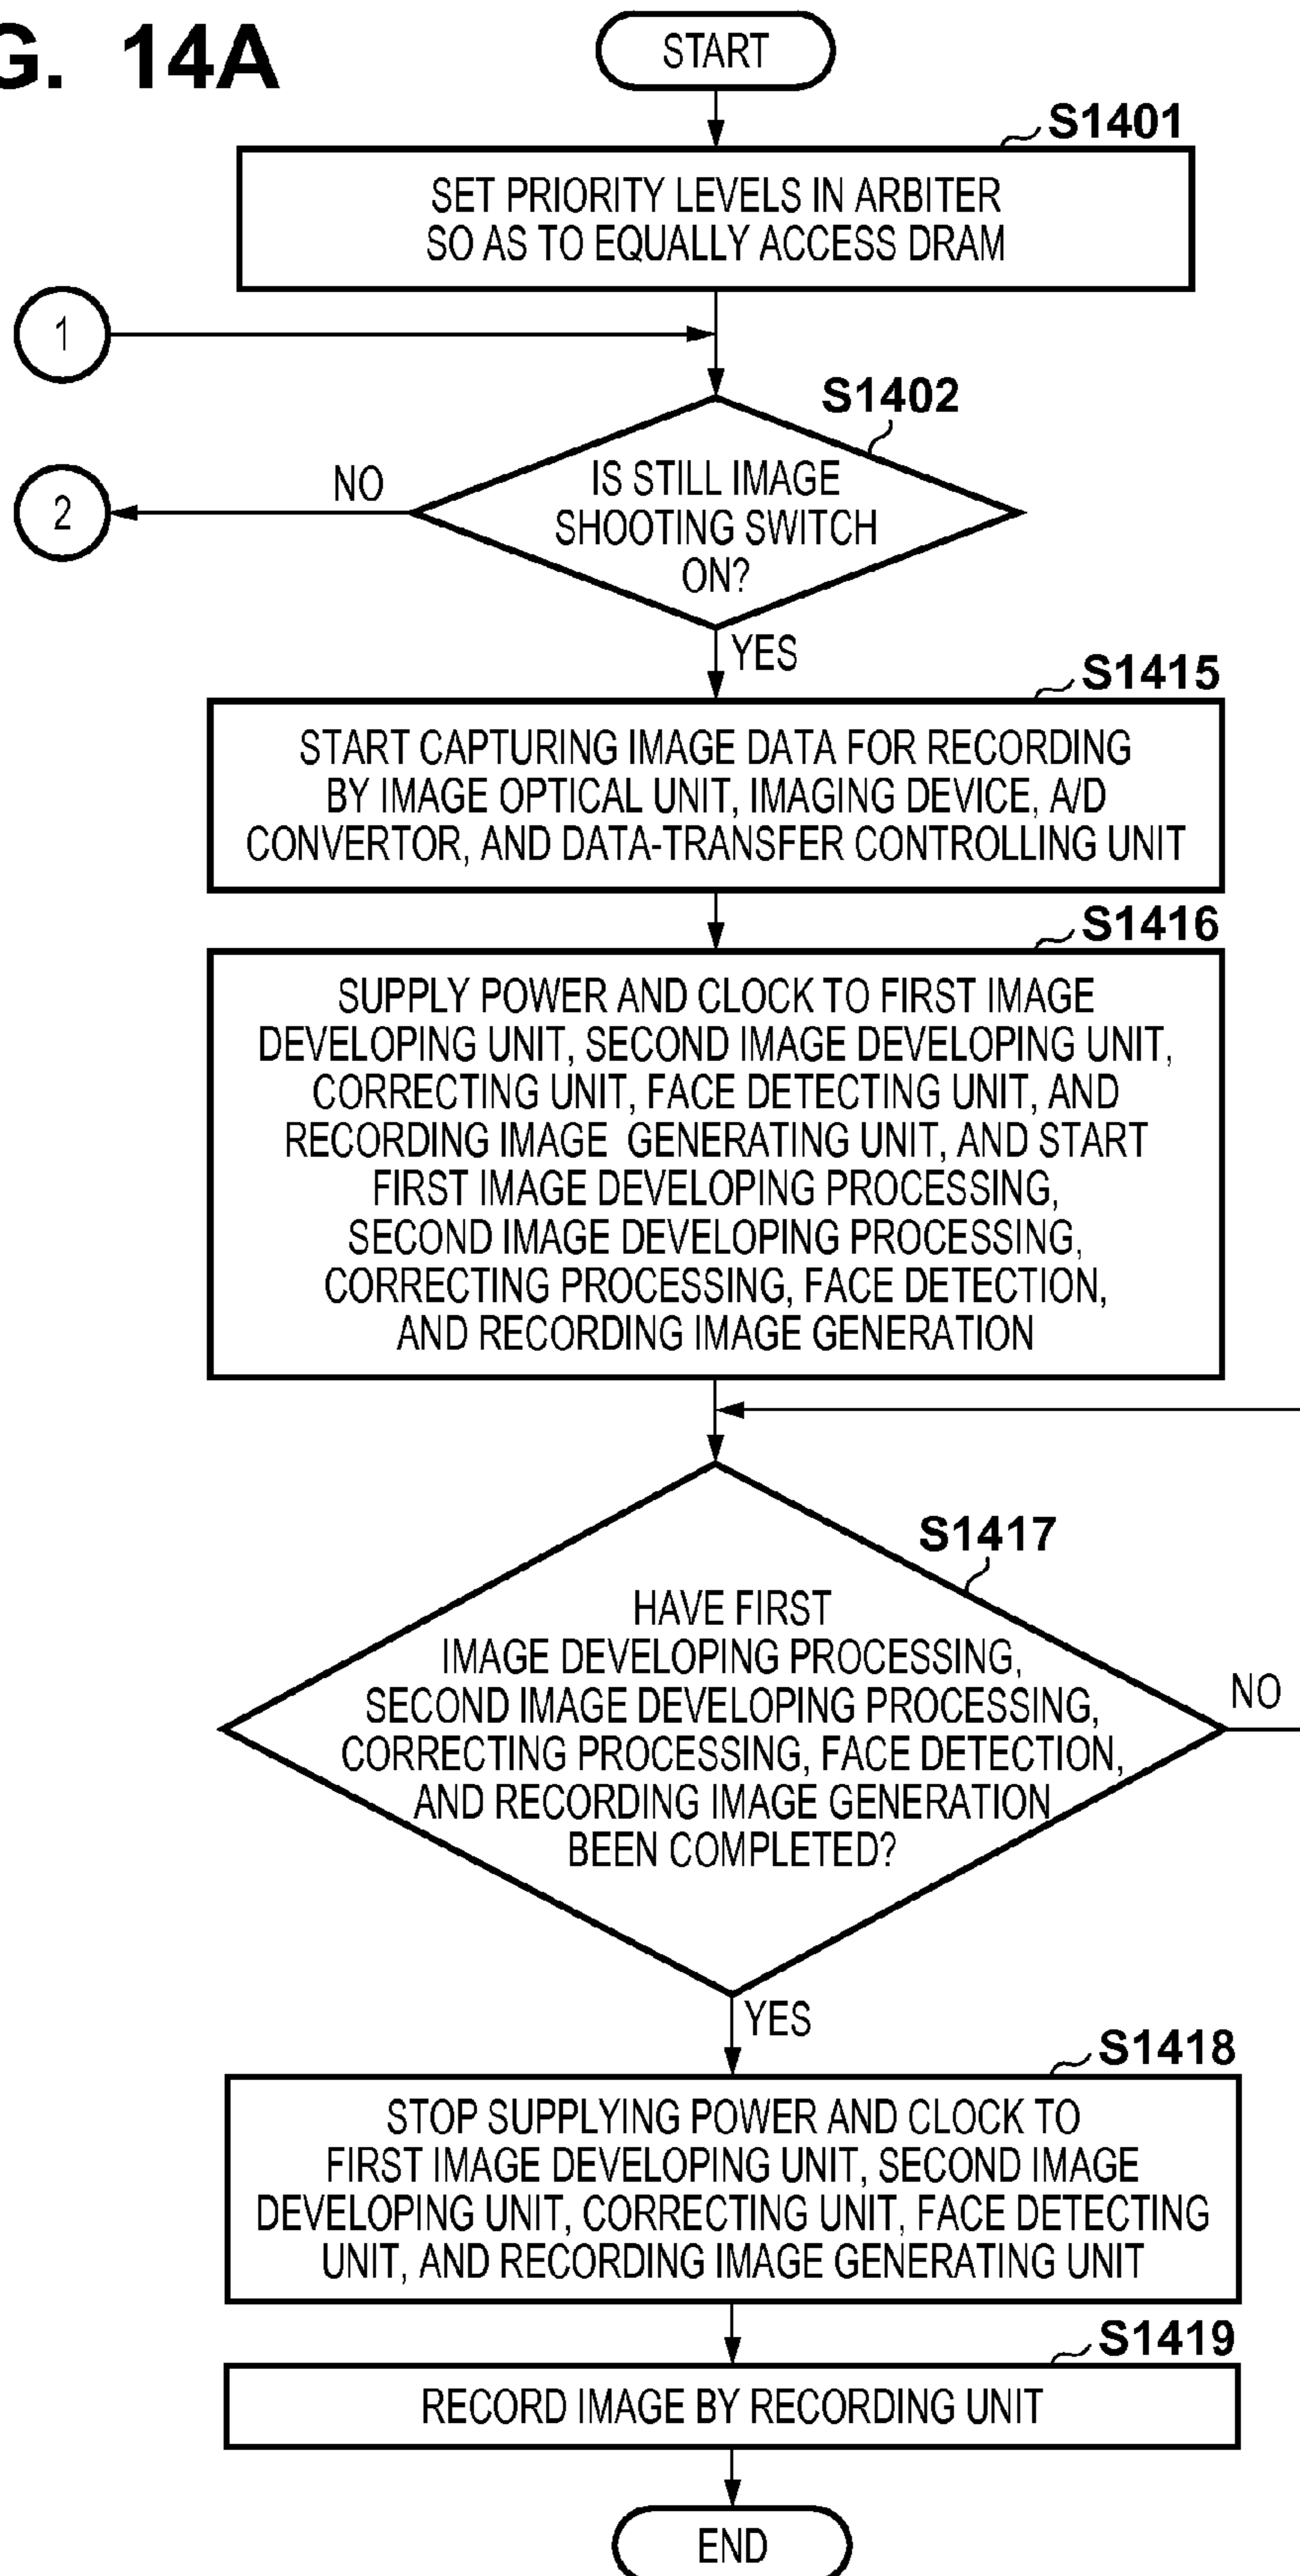 G. 14A
START
S1401
SET PRIORITY LEVELS IN ARBITER
SO AS TO EQUALLY ACCESS DRAM
1
S1402
IS STILL IMAGE
SHOOTING SWITCH
ON?
NO
2
YES
S1415
START CAPTURING IMAGE DATA FOR RECORDING
BY IMAGE OPTICAL UNIT, IMAGING DEVICE, A/D
CONVERTOR, AND DATA-TRANSFER CONTROLLING UNIT
S1416
SUPPLY POWER AND CLOCK TO FIRST IMAGE
DEVELOPING UNIT, SECOND IMAGE DEVELOPING UNIT,
CORRECTING UNIT, FACE DETECTING UNIT, AND
RECORDING IMAGE GENERATING UNIT, AND START
FIRST IMAGE DEVELOPING PROCESSING,
SECOND IMAGE DEVELOPING PROCESSING,
CORRECTING PROCESSING, FACE DETECTION,
AND RECORDING IMAGE GENERATION
S1417
HAVE FIRST
IMAGE DEVELOPING PROCESSING,
SECOND IMAGE DEVELOPING PROCESSING,
CORRECTING PROCESSING, FACE DETECTION,
AND RECORDING IMAGE GENERATION
BEEN COMPLETED?
NO
YES
S1418
STOP SUPPLYING POWER AND CLOCK TO
FIRST IMAGE DEVELOPING UNIT, SECOND IMAGE
DEVELOPING UNIT, CORRECTING UNIT, FACE DETECTING
UNIT, AND RECORDING IMAGE GENERATING UNIT
S1419
RECORD IMAGE BY RECORDING UNIT
END